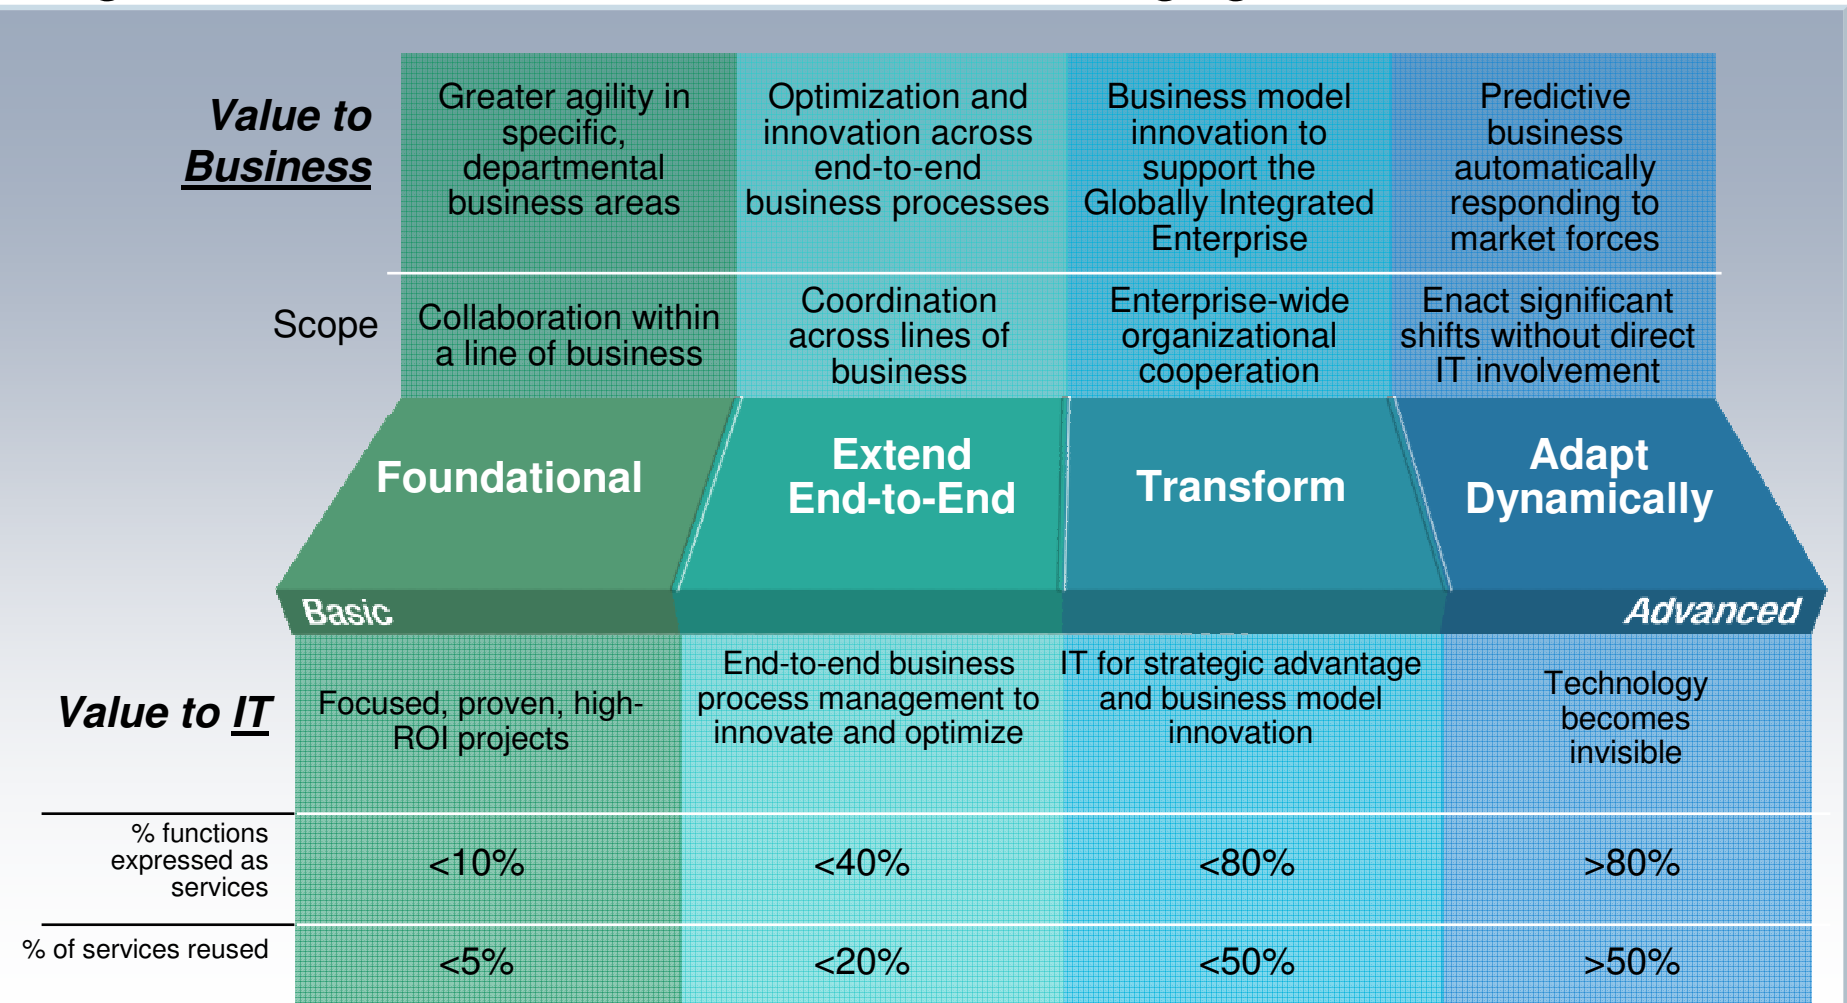 Value to
Business
Greater agility in
specific,
departmental
business areas
Optimization and
innovation across
end-to-end
business processes
Business model
innovation to
support the
Globally Integrated
Enterprise
Predictive
business
automatically
responding to
market forces
Scope
Collaboration within
a line of business
Coordination
across lines of
business
Enterprise-wide
organizational
cooperation
Enact significant
shifts without direct
IT involvement
Foundational
Extend
End-to-End
Transform
Adapt
Dynamically
Basic
Advanced
Value to IT
Focused, proven, high-
ROI projects
End-to-end business
process management to
innovate and optimize
IT for strategic advantage
and business model
innovation
Technology
becomes
invisible
% functions
expressed as
services
<10%
<40%
<80%
>80%
% of services reused
<5%
<20%
<50%
>50%